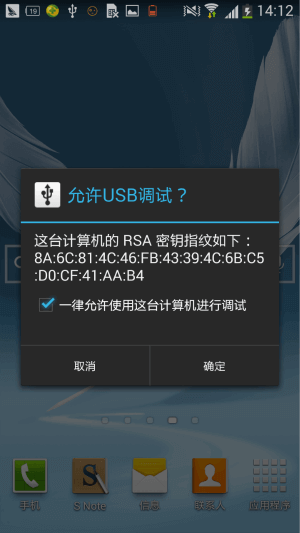 19
14:12
允许USB调试？
这台计算机的 RSA 密钥指纹如下：
8A:6C:81:4C:46:FB:43:39:4C:6B:C5
:D0:CF:41:AA:B4
一律允许使用这台计算机进行调试
取消
确定
手机
S Note
信息
联系人
应用程序